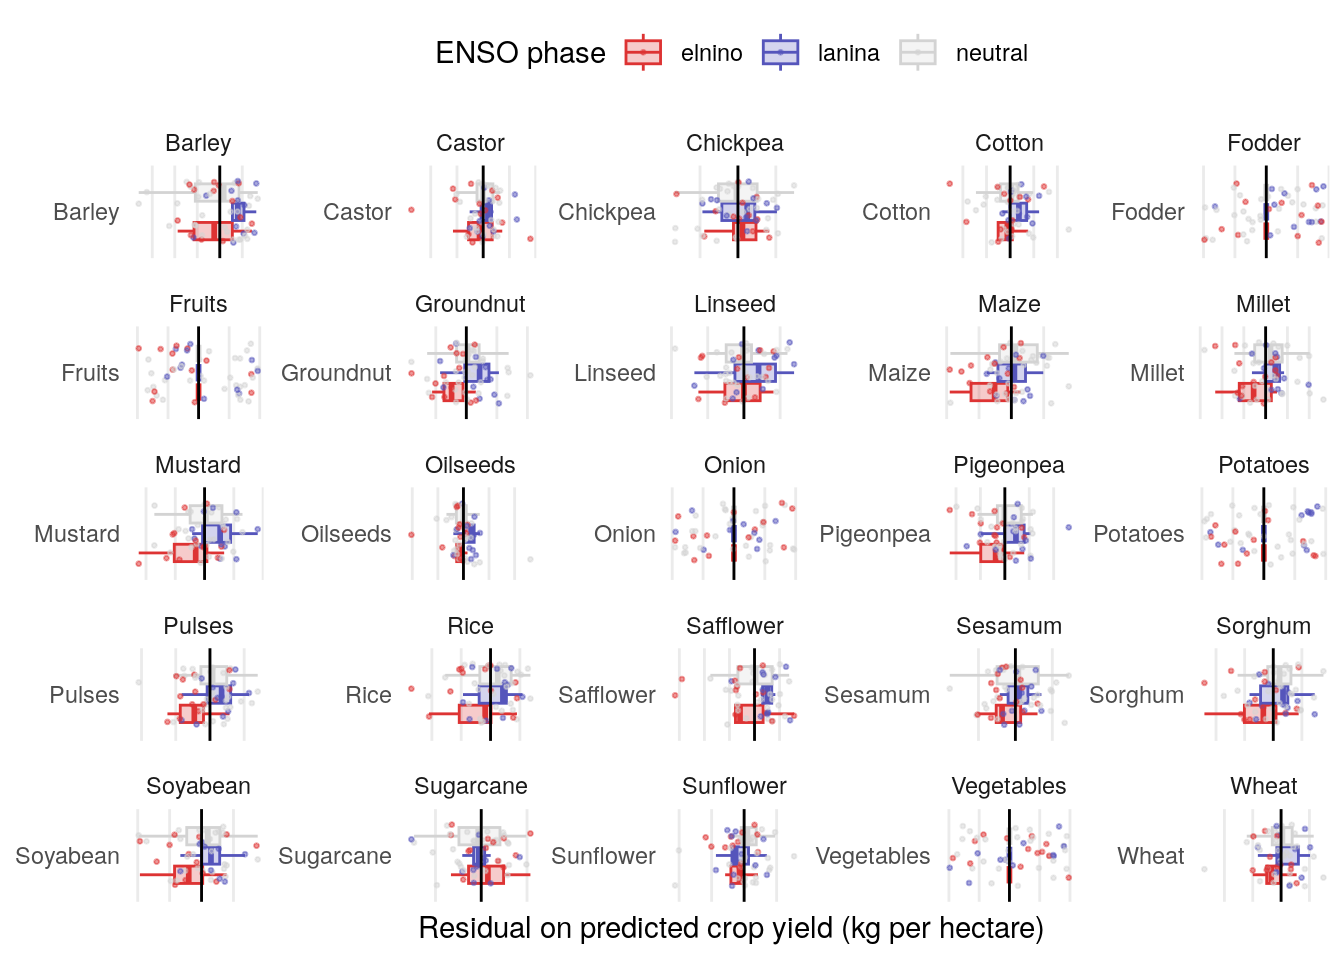 ENSO phase elnino lanina neutral
Barley Castor Chickpea Cotton Fodder
Barley Castor Chickpea Cotton Fodder
Fruits Groundnut Linseed Maize Millet
Fruits Groundnut Linseed Maize Millet
Mustard Oilseeds Onion Pigeonpea Potatoes
Mustard Oilseeds Onion Pigeonpea Potatoes
Pulses Rice Safflower Sesamum Sorghum
Pulses Rice Safflower Sesamum Sorghum
Soyabean Sugarcane Sunflower Vegetables Wheat
Soyabean Sugarcane Sunflower Vegetables Wheat
Residual on predicted crop yield (kg per hectare)